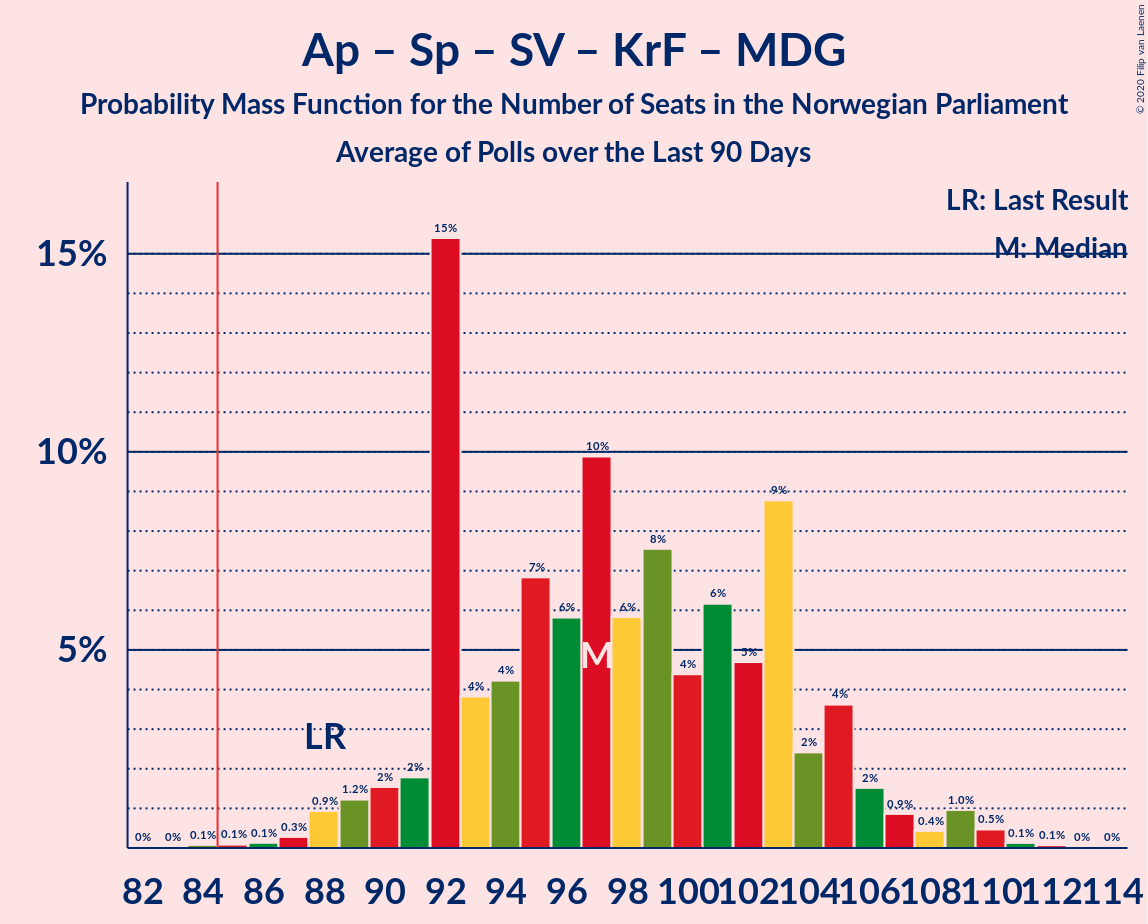 Ap – Sp – SV – KrF – MDG
Probability Mass Function for the Number of Seats in the Norwegian Parliament
Average of Polls over the Last 90 Days
© 2020 Filip van Laenen
LR: Last Result
M: Median
15%
10%
5%
0% 0% 0.1% 0.1% 0.1% 0.3% 0.9% 1.2% 2% 2% 15% 4% 4% 7% 6% 10% 6% 8% 4% 6% 5% 9% 2% 4% 2% 0.9% 0.4% 1.0% 0.5% 0.1% 0.1% 0% 0%
LR
M
82 84 86 88 90 92 94 96 98 100 102 104 106 108 110 112 114